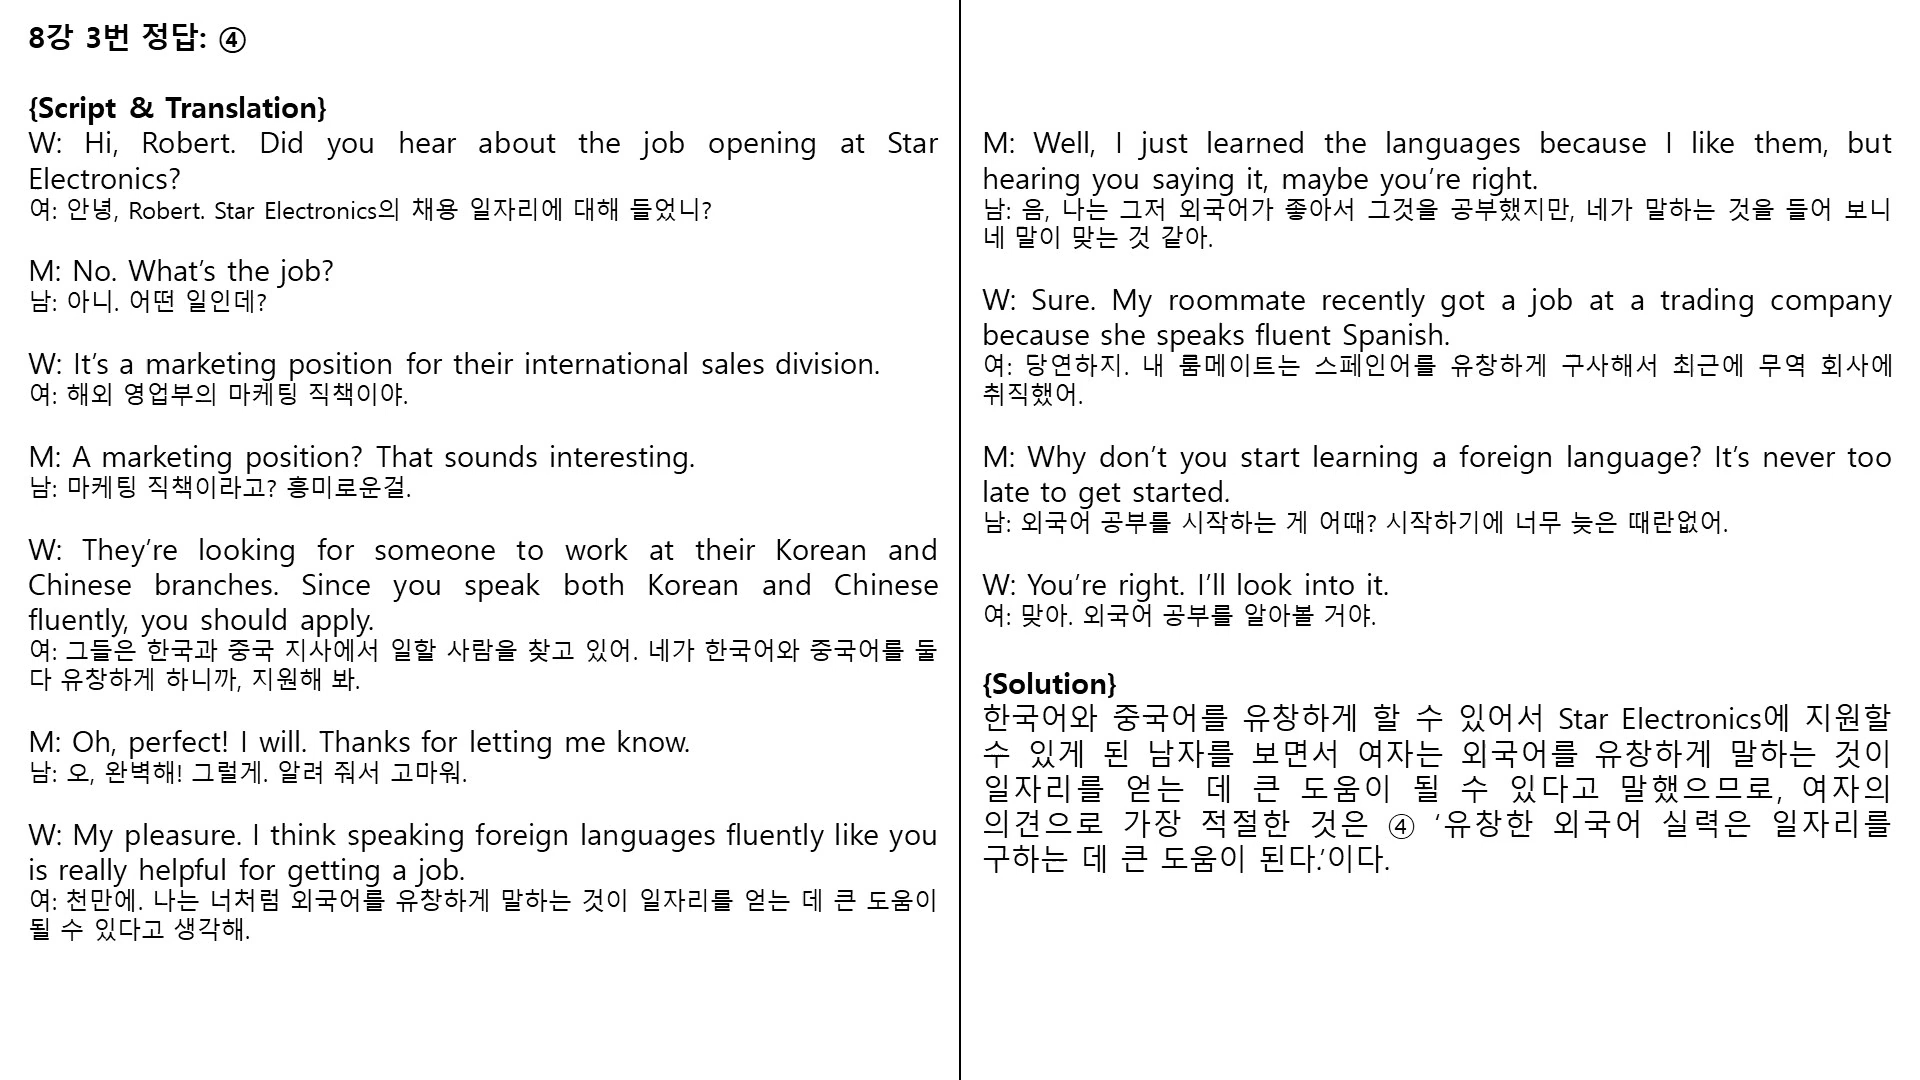 8강 3번 정답: ④
{Script & Translation}
W: Hi, Robert. Did you hear about the job opening at Star
Electronics?
여: 안녕, Robert. Star Electronics의 채용 일자리에 대해 들었니?
M: No. What’s the job?
남: 아니. 어떤 일인데?
W: It’s a marketing position for their international sales division.
여: 해외 영업부의 마케팅 직책이야.
M: A marketing position? That sounds interesting.
남: 마케팅 직책이라고? 흥미로운걸.
W: They’re looking for someone to work at their Korean and
Chinese branches. Since you speak both Korean and Chinese
fluently, you should apply.
여: 그들은 한국과 중국 지사에서 일할 사람을 찾고 있어. 네가 한국어와 중국어를 둘
다 유창하게 하니까, 지원해 봐.
M: Oh, perfect! I will. Thanks for letting me know.
남: 오, 완벽해! 그럴게. 알려 줘서 고마워.
W: My pleasure. I think speaking foreign languages fluently like you
is really helpful for getting a job.
여: 천만에. 나는 너처럼 외국어를 유창하게 말하는 것이 일자리를 얻는 데 큰 도움이
될 수 있다고 생각해.
M: Well, I just learned the languages because I like them, but
hearing you saying it, maybe you’re right.
남: 음, 나는 그저 외국어가 좋아서 그것을 공부했지만, 네가 말하는 것을 들어 보니
네 말이 맞는 것 같아.
W: Sure. My roommate recently got a job at a trading company
because she speaks fluent Spanish.
여: 당연하지. 내 룸메이트는 스페인어를 유창하게 구사해서 최근에 무역 회사에
취직했어.
M: Why don’t you start learning a foreign language? It’s never too
late to get started.
남: 외국어 공부를 시작하는 게 어때? 시작하기에 너무 늦은 때란없어.
W: You’re right. I’ll look into it.
여: 맞아. 외국어 공부를 알아볼 거야.
{Solution}
한국어와 중국어를 유창하게 할 수 있어서 Star Electronics에 지원할
수 있게 된 남자를 보면서 여자는 외국어를 유창하게 말하는 것이
일자리를 얻는 데 큰 도움이 될 수 있다고 말했으므로, 여자의
의견으로 가장 적절한 것은 ④ ‘유창한 외국어 실력은 일자리를
구하는 데 큰 도움이 된다.’이다.